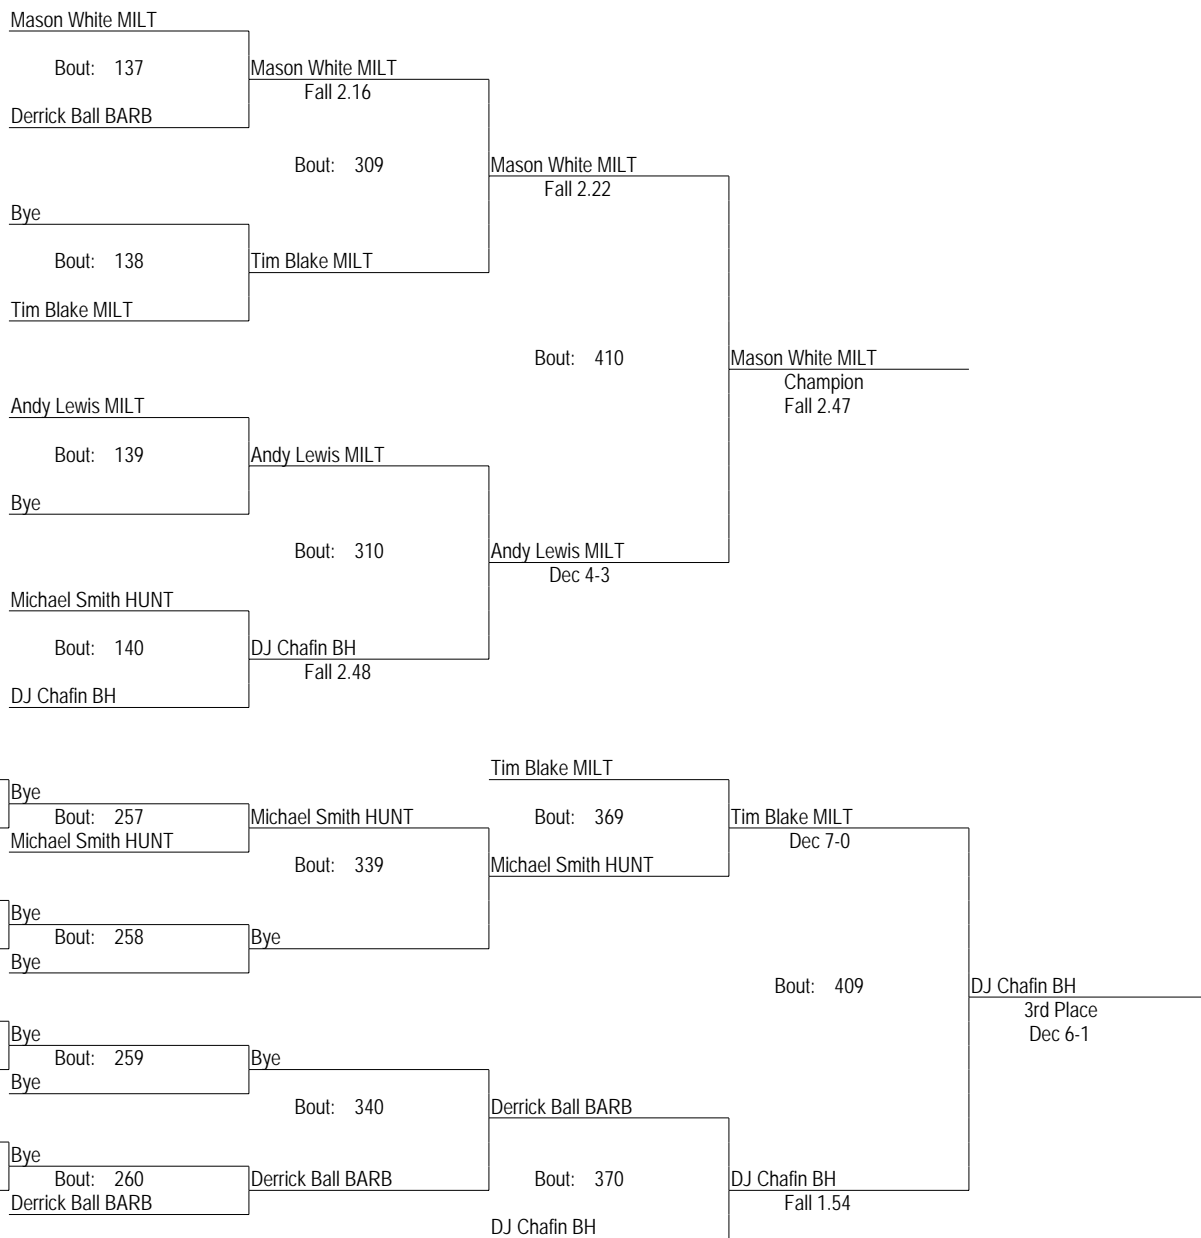 Mason White MILT
Bout: 137 Mason White MILT
Fall 2.16
Derrick Ball BARB
Bout: 309 Mason White MILT
Fall 2.22
Bye
Bout: 138 Tim Blake MILT
Tim Blake MILT
Bout: 410 Mason White MILT
Champion
Andy Lewis MILT Fall 2.47
Bout: 139 Andy Lewis MILT
Bye
Bout: 310 Andy Lewis MILT
Dec 4-3
Michael Smith HUNT
Bout: 140 DJ Chafin BH
Fall 2.48
DJ Chafin BH
Tim Blake MILT
Bye
Bout: 257 Michael Smith HUNT Bout: 369 Tim Blake MILT
Michael Smith HUNT Dec 7-0
Bout: 339 Michael Smith HUNT
Bye
Bout: 258 Bye
Bye
Bout: 409 DJ Chafin BH
3rd Place
Bye Dec 6-1
Bout: 259 Bye
Bye
Bout: 340 Derrick Ball BARB
Bye
Bout: 260 Derrick Ball BARB Bout: 370 DJ Chafin BH
Derrick Ball BARB Fall 1.54
DJ Chafin BH